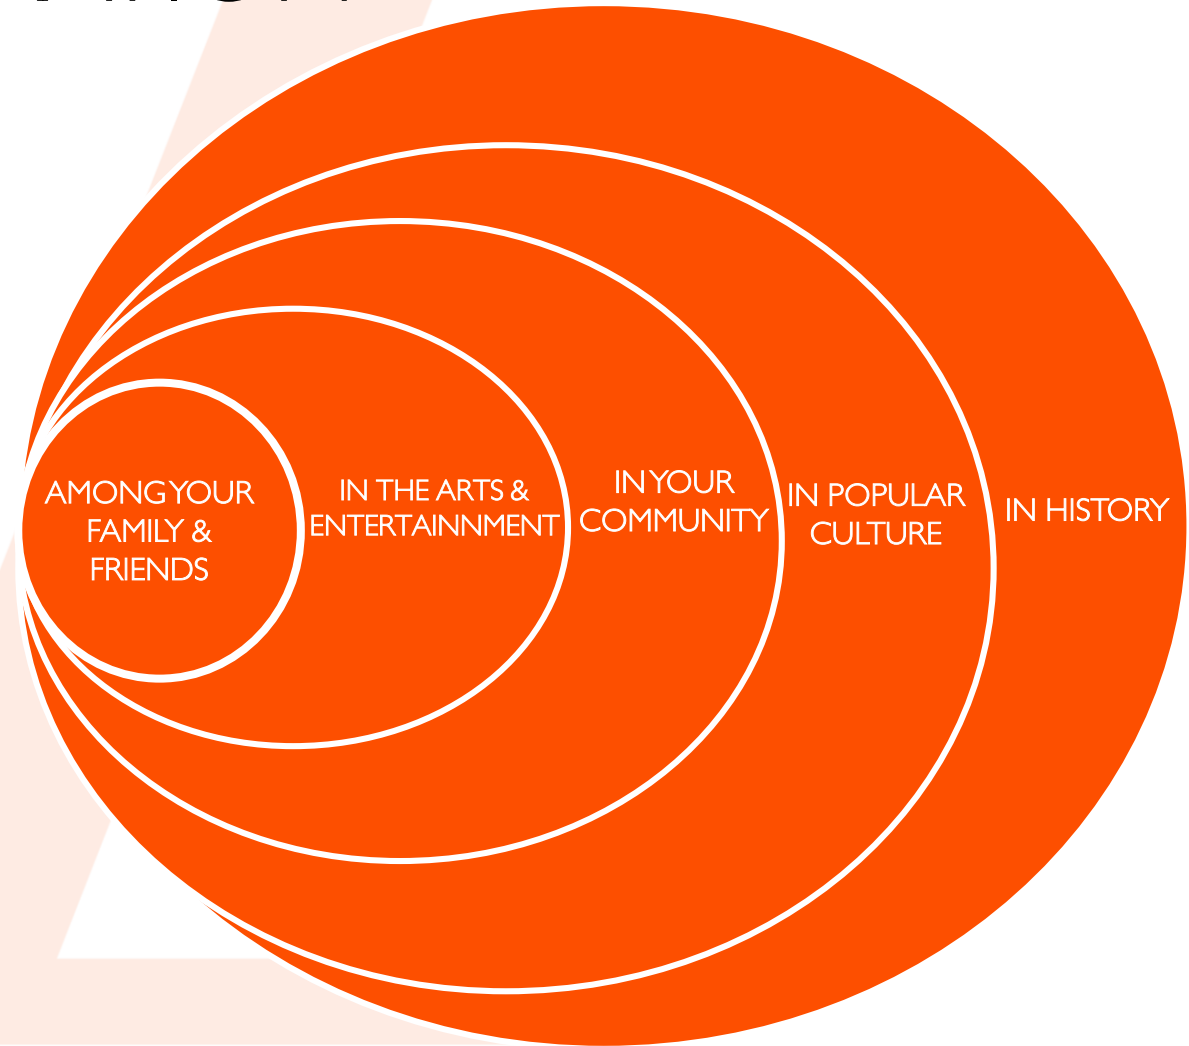 AMONG YOUR
FAMILY &
FRIENDS
IN THE ARTS &
ENTERTAINNMENT
IN YOUR
COMMUNITY
IN POPULAR
CULTURE
IN HISTORY